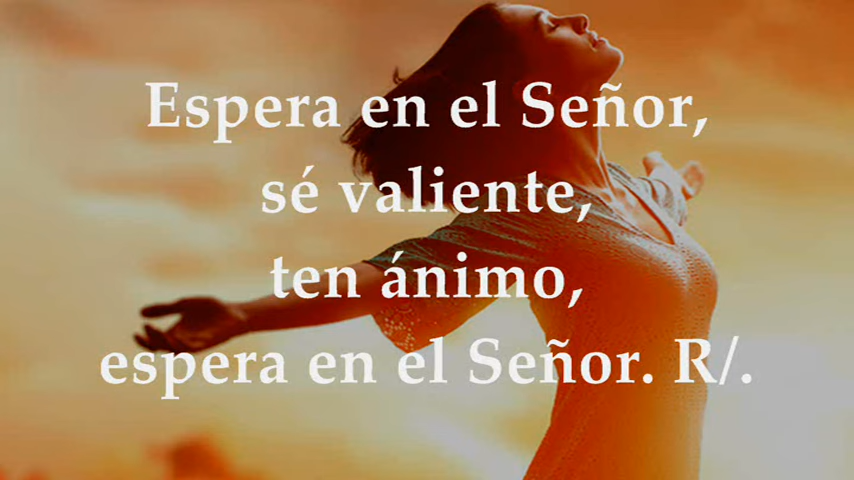 Espera en el Señor,
sé valiente,
ten ánimo,
espera en el Señor. R/.